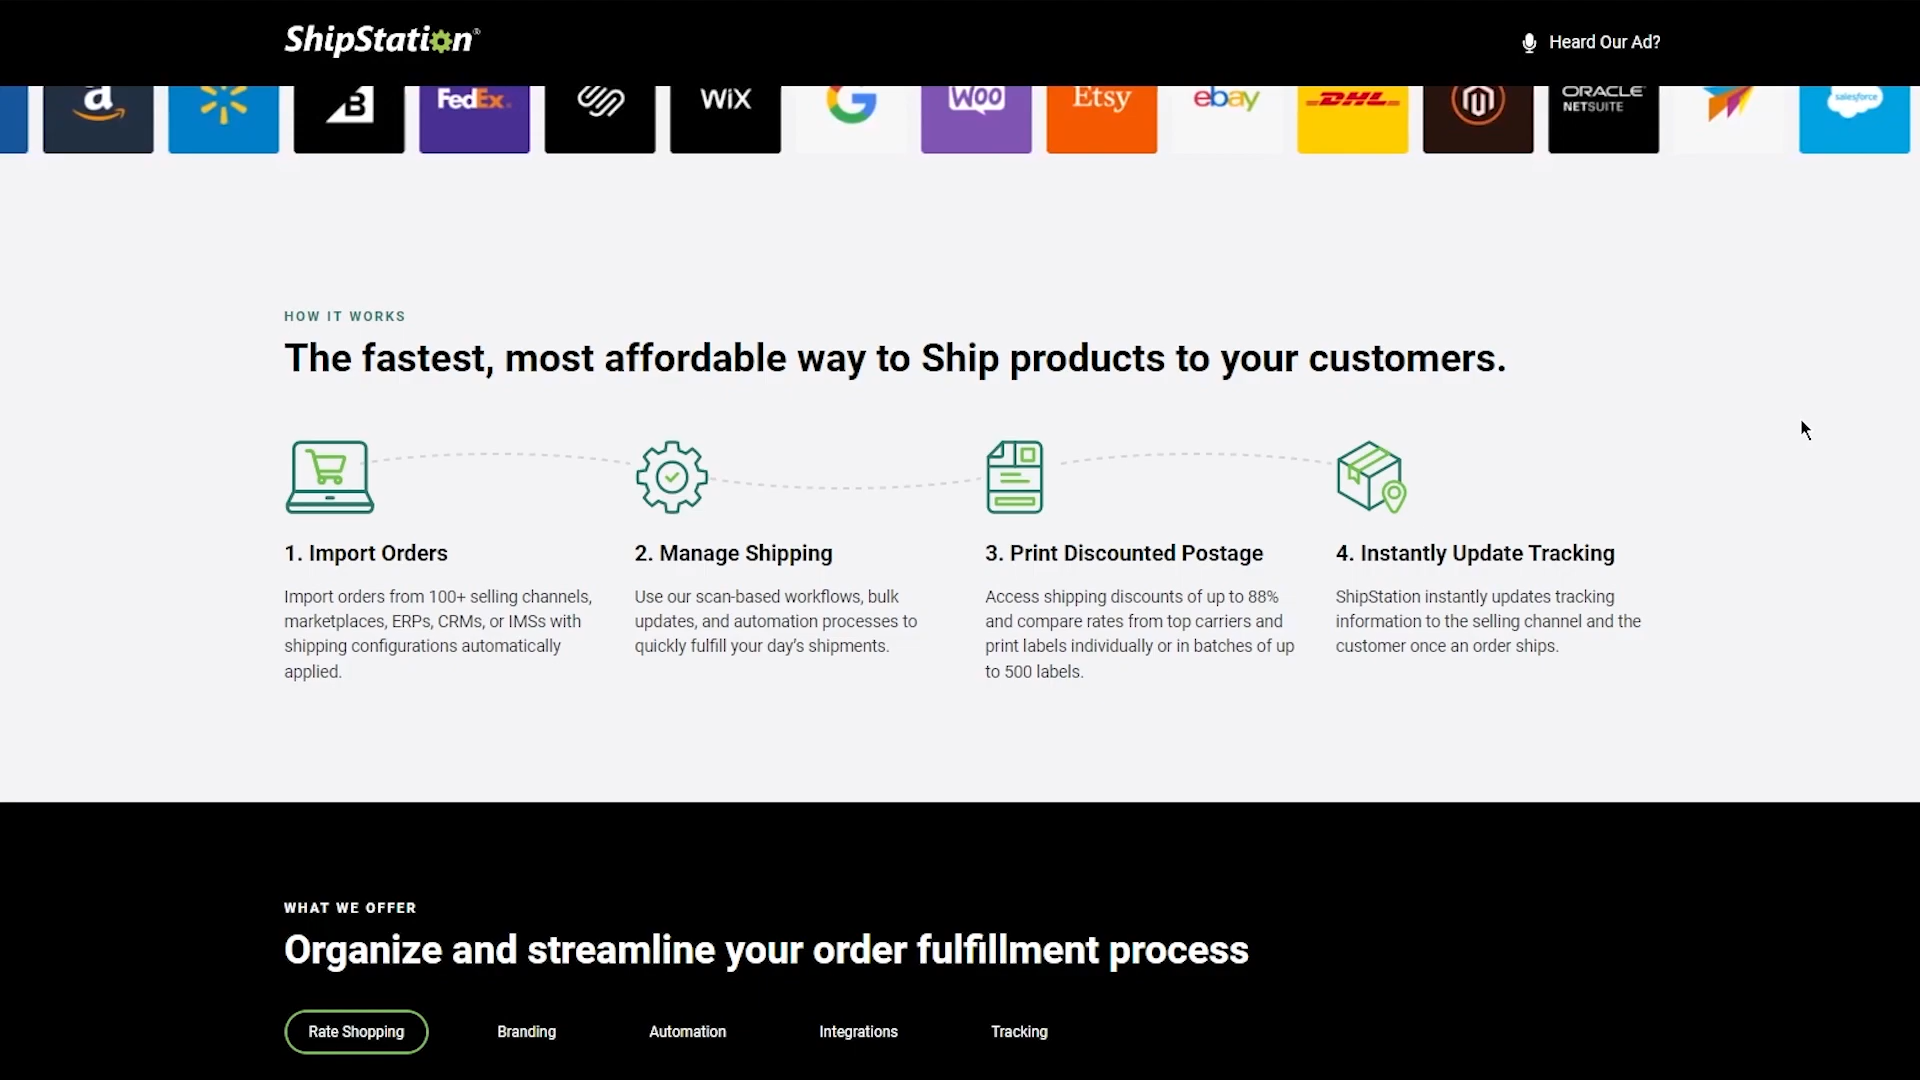 ShipStation®
Heard Our Ad?
a
FedEx
WIX
G
WOO
Etsy
ebay
DHL
ORACLE
NETSUITE
salesforce
HOW IT WORKS
The fastest, most affordable way to Ship products to your customers.
1. Import Orders
Import orders from 100+ selling channels,
marketplaces, ERPs, CRMs, or IMSs with
shipping configurations automatically
applied.
2. Manage Shipping
Use our scan-based workflows, bulk
updates, and automation processes to
quickly fulfill your day’s shipments.
3. Print Discounted Postage
Access shipping discounts of up to 88%
and compare rates from top carriers and
print labels individually or in batches of up
to 500 labels.
4. Instantly Update Tracking
ShipStation instantly updates tracking
information to the selling channel and the
customer once an order ships.
WHAT WE OFFER
Organize and streamline your order fulfillment process
Rate Shopping
Branding
Automation
Integrations
Tracking